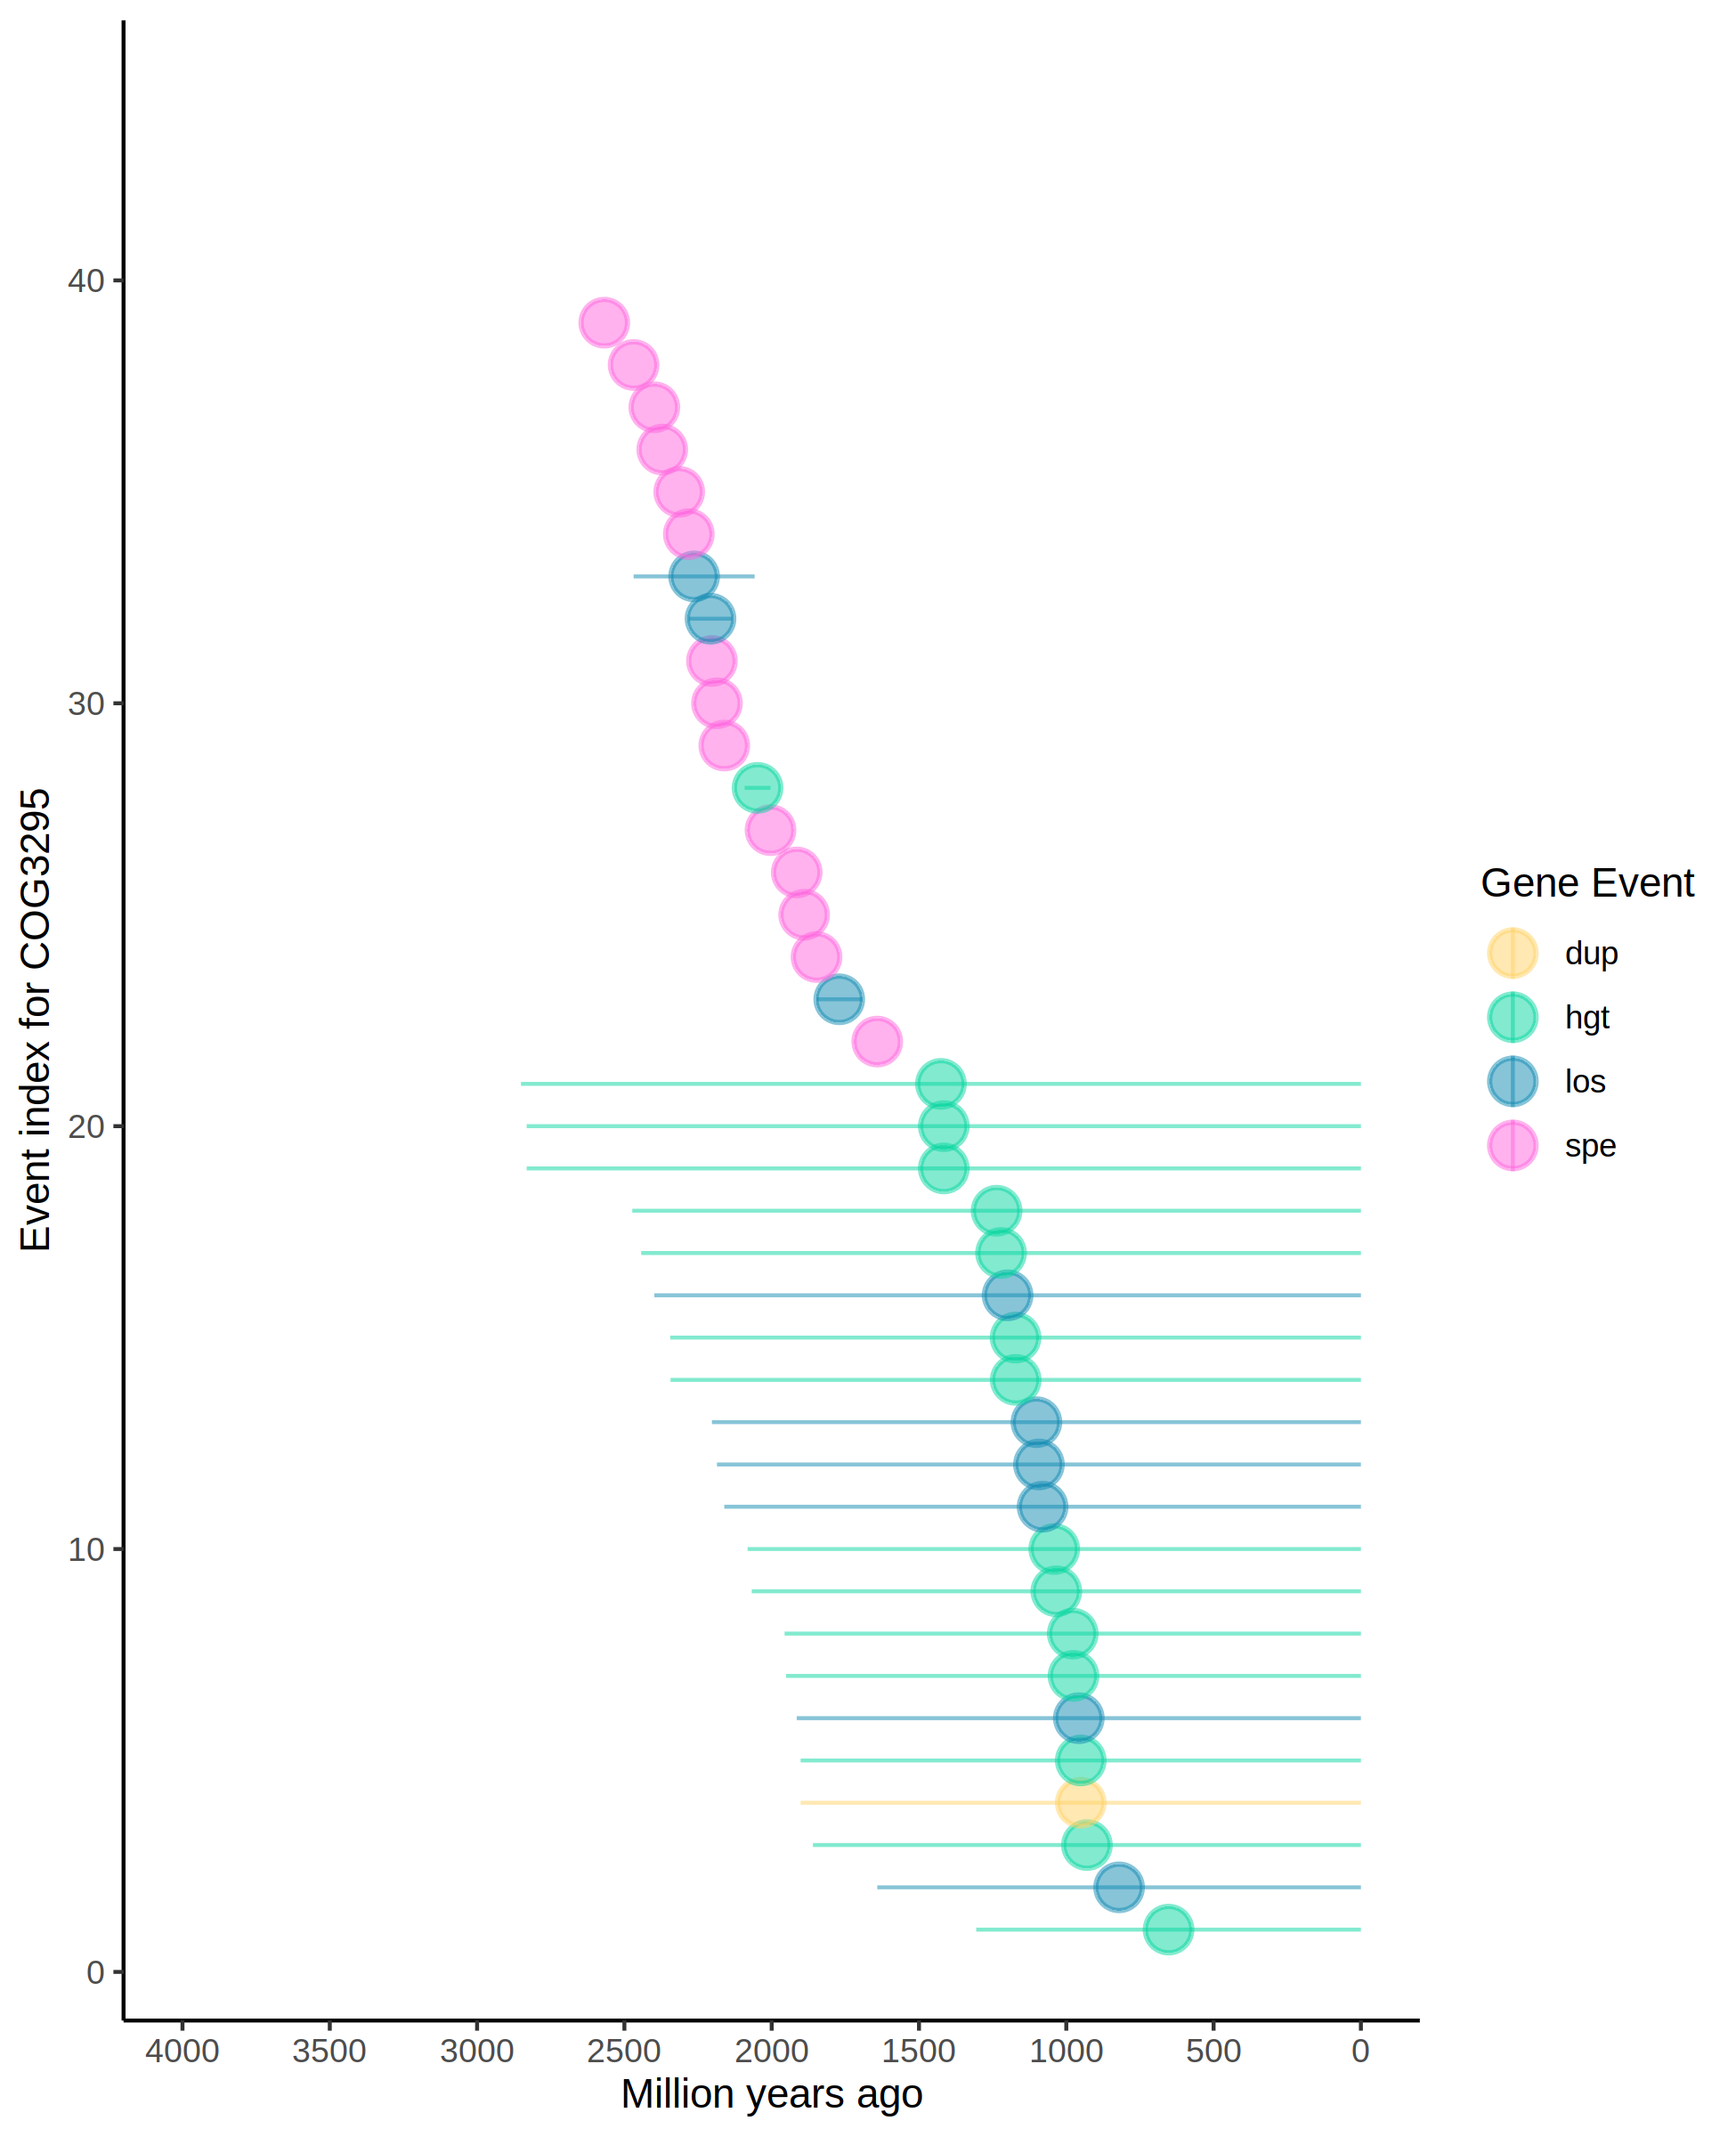 Event index for COG3295
40
30
20
10
0
4000 3500 3000 2500 2000 1500 1000 500 0
Million years ago
Gene Event
dup
hgt
los
spe